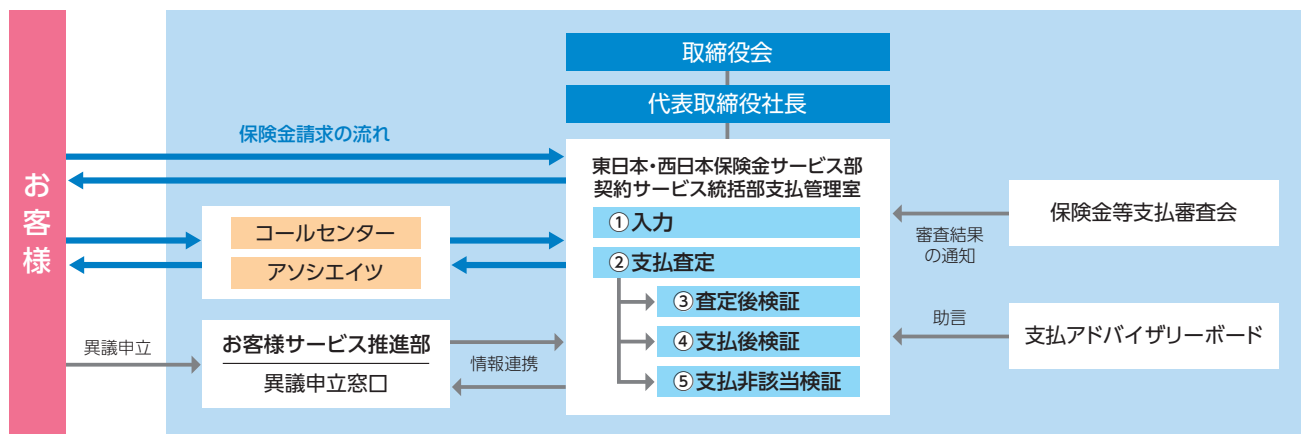 お客様
取締役会
代表取締役社長
保険金請求の流れ
東日本・西日本保険金サービス部
契約サービス統括部支払管理室
①入力
②支払査定
③査定後検証
④支払後検証
⑤支払非該当検証
コールセンター
アソシエイツ
異議申立
お客様サービス推進部
異議申立窓口
情報連携
保険金等支払審査会
審査結果
の通知
助言
支払アドバイザリーボード